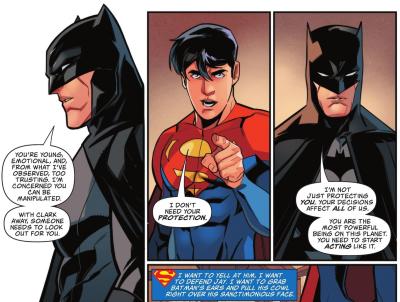 YOU'RE YOUNG,
EMOTIONAL, AND,
FROM WHAT I'VE
OBSERVED, TOO
TRUSTING. I'M
CONCERNED YOU
CAN BE
MANIPULATED.
WITH CLARK
AWAY, SOMEONE
NEEDS TO LOOK
OUT FOR YOU.
I DON'T
NEED YOUR
PROTECTION.
I'M NOT
JUST PROTECTING
YOU. YOUR DECISIONS
AFFECT ALL OF US.
YOU ARE THE
MOST POWERFUL
BEING ON THIS PLANET.
YOU NEED TO START
ACTING LIKE IT.
I WANT TO YELL AT HIM. I WANT
TO DEFEND JAY. I WANT TO GRAB
BATMAN'S EARS AND PULL HIS COWL
RIGHT OVER HIS SANCTIMONIOUS FACE.